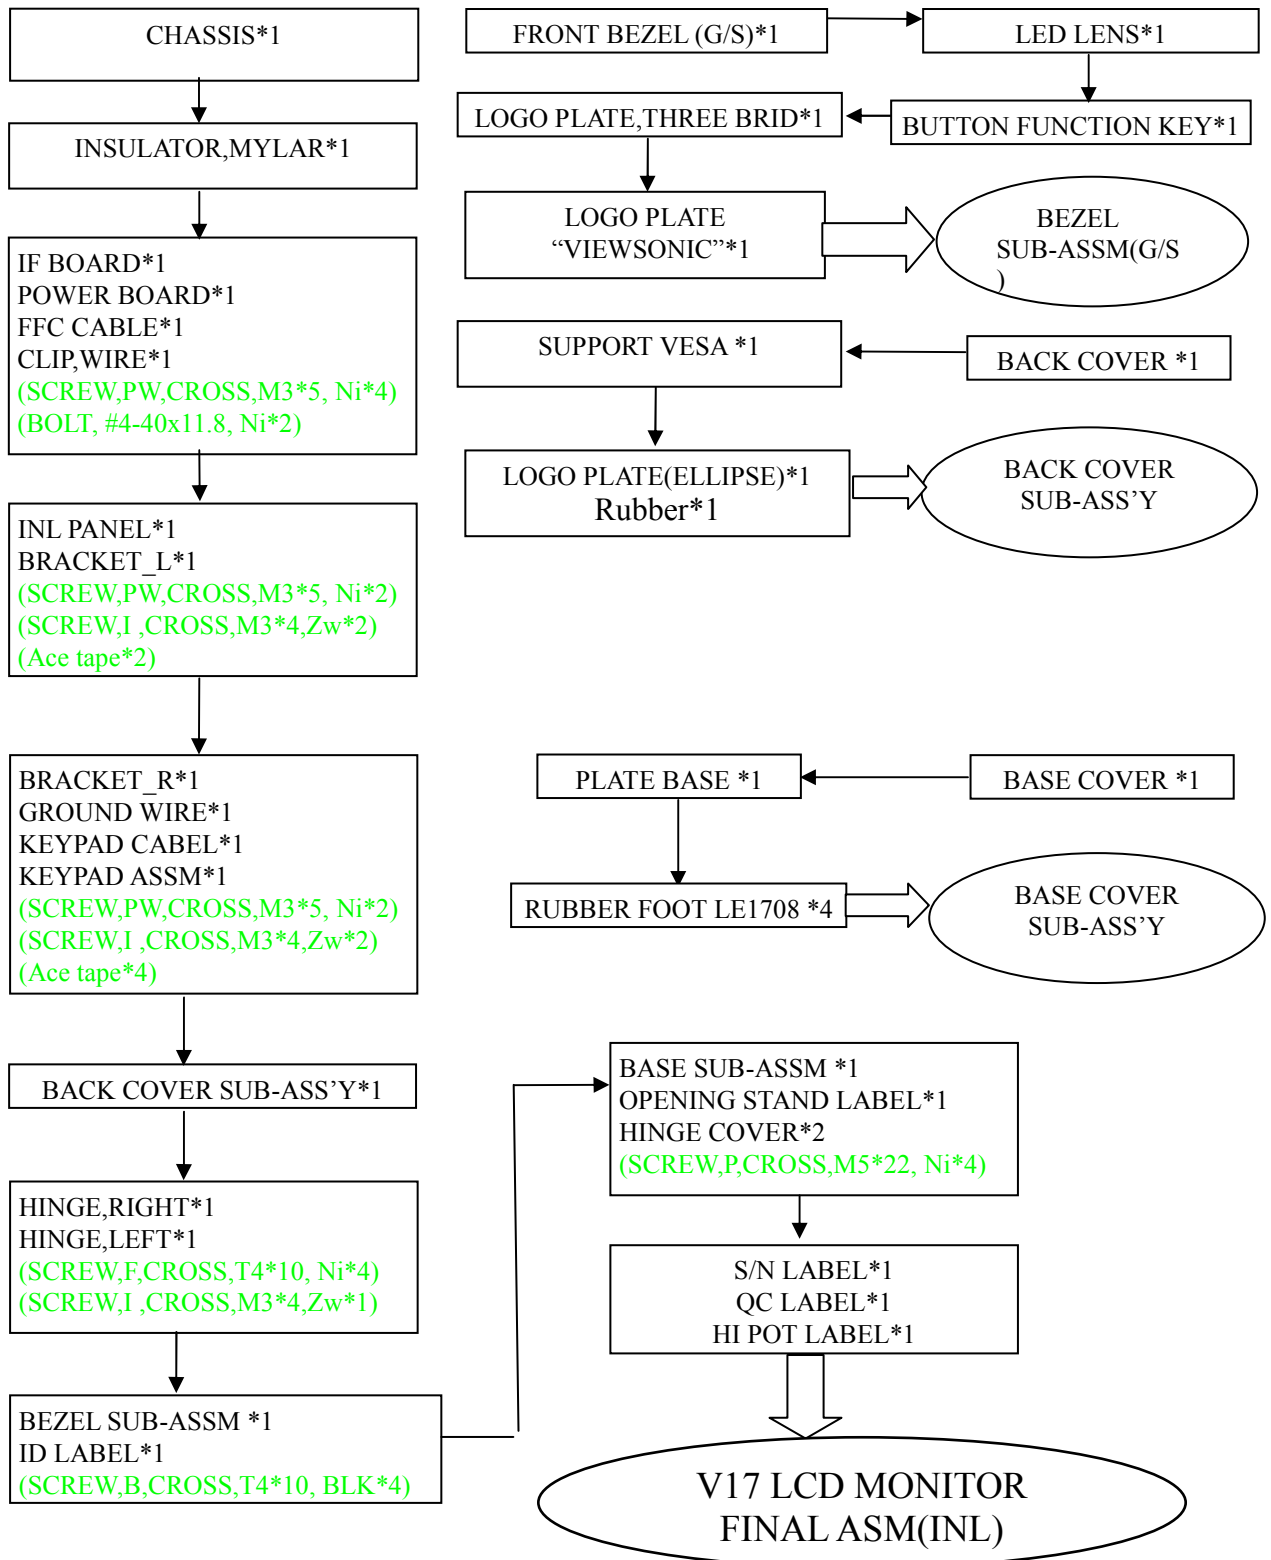 CHASSIS*1
INSULATOR,MYLAR*1
IF BOARD*1
POWER BOARD*1
FFC CABLE*1
CLIP,WIRE*1
(SCREW,PW,CROSS,M3*5, Ni*4)
(BOLT, #4-40x11.8, Ni*2)
INL PANEL*1
BRACKET_L*1
(SCREW,PW,CROSS,M3*5, Ni*2)
(SCREW,I ,CROSS,M3*4,Zw*2)
(Ace tape*2)
BRACKET_R*1
GROUND WIRE*1
KEYPAD CABEL*1
KEYPAD ASSM*1
(SCREW,PW,CROSS,M3*5, Ni*2)
(SCREW,I ,CROSS,M3*4,Zw*2)
(Ace tape*4)
BACK COVER SUB-ASS’Y*1
HINGE,RIGHT*1
HINGE,LEFT*1
(SCREW,F,CROSS,T4*10, Ni*4)
(SCREW,I ,CROSS,M3*4,Zw*1)
BEZEL SUB-ASSM *1
ID LABEL*1
(SCREW,B,CROSS,T4*10, BLK*4)
FRONT BEZEL (G/S)*1
LED LENS*1
BUTTON FUNCTION KEY*1
LOGO PLATE,THREE BRID*1
LOGO PLATE
“VIEWSONIC”*1
BEZEL
SUB-ASSM(G/S
)
BACK COVER *1
SUPPORT VESA *1
LOGO PLATE(ELLIPSE)*1
Rubber*1
BACK COVER
SUB-ASS’Y
BASE COVER *1
PLATE BASE *1
RUBBER FOOT LE1708 *4
BASE COVER
SUB-ASS’Y
BASE SUB-ASSM *1
OPENING STAND LABEL*1
HINGE COVER*2
(SCREW,P,CROSS,M5*22, Ni*4)
S/N LABEL*1
QC LABEL*1
HI POT LABEL*1
V17 LCD MONITOR
FINAL ASM(INL)